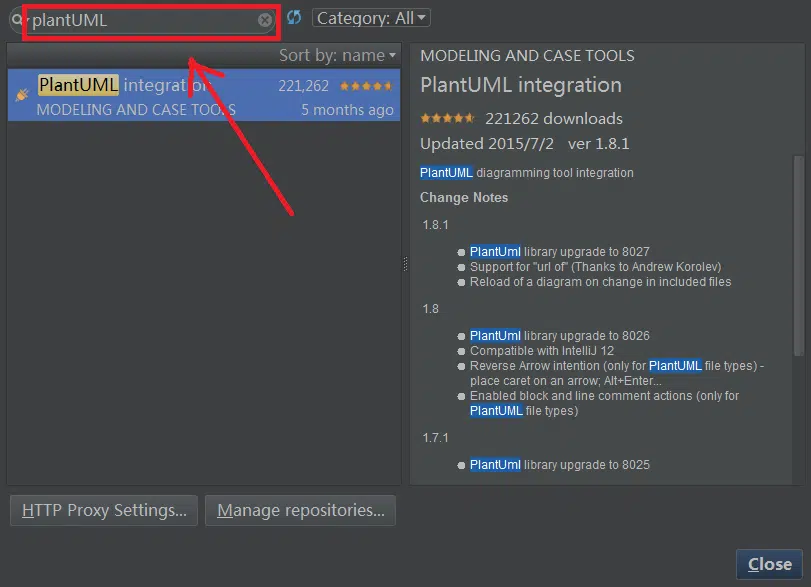 plantUML
Category: All
Sort by: name
PlantUML integration
221,262
MODELING AND CASE TOOLS
5 months ago
MODELING AND CASE TOOLS
PlantUML integration
221262 downloads
Updated 2015/7/2 ver 1.8.1
PlantUML diagramming tool integration
Change Notes
1.8.1
PlantUml library upgrade to 8027
Support for "url of" (Thanks to Andrew Korolev)
Reload of a diagram on change in included files
1.8
PlantUml library upgrade to 8026
Compatible with IntelliJ 12
Reverse Arrow intention (only for PlantUML file types) -
place caret on an arrow; Alt+Enter...
Enabled block and line comment actions (only for
PlantUML file types)
1.7.1
PlantUml library upgrade to 8025
HTTP Proxy Settings...
Manage repositories...
Close